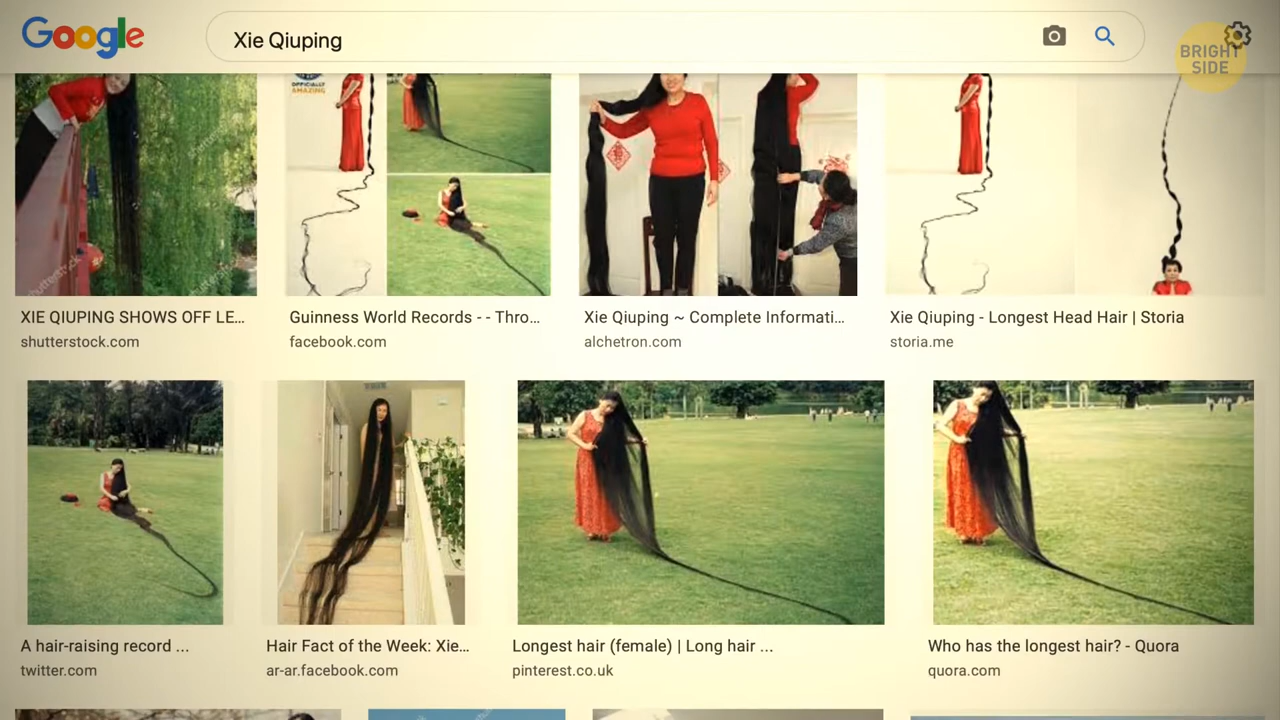 Google
Xie Qiuping
BRIGHT
SIDE
OFFICIALLY
AMAZING
shutterstock
XIE QIUPING SHOWS OFF LE...
shutterstock.com
Guinness World Records - - Thro...
facebook.com
Xie Qiuping ~ Complete Informati...
alchetron.com
Xie Qiuping - Longest Head Hair | Storia
storia.me
A hair-raising record ...
twitter.com
Hair Fact of the Week: Xie...
ar-ar.facebook.com
Longest hair (female) | Long hair ...
pinterest.co.uk
Who has the longest hair? - Quora
quora.com